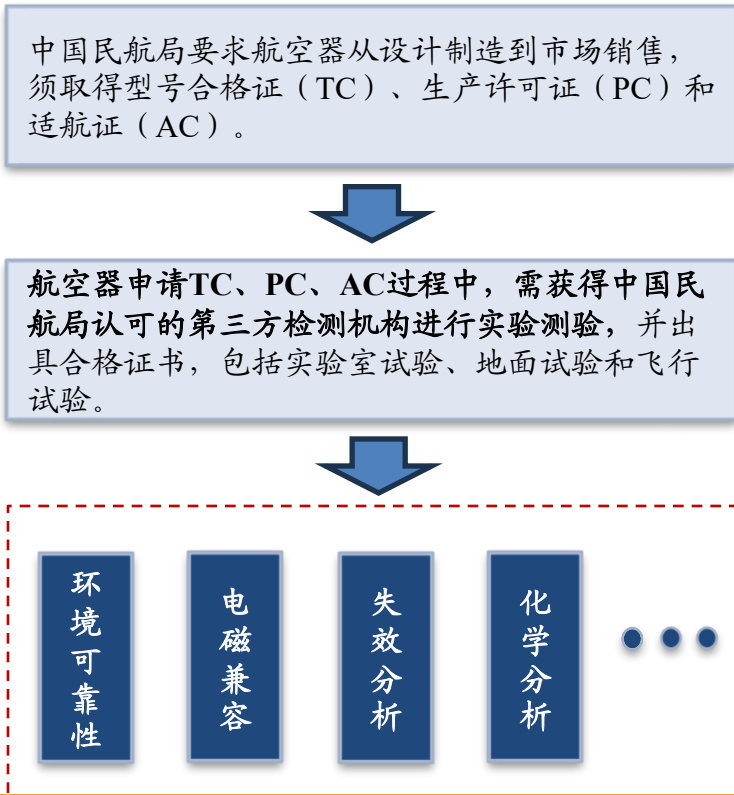 中国民航局要求航空器从设计制造到市场销售，
须取得型号合格证（TC）、生产许可证（PC）和
适航证（AC）。
航空器申请TC、PC、AC过程中，需获得中国民
航局认可的第三方检测机构进行实验测验，并出
具合格证书，包括实验室试验、地面试验和飞行
试验。
环境可靠性
电磁兼容
失效分析
化学分析